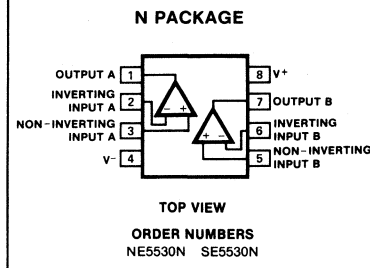 N PACKAGE
OUTPUT A 1
8 V+
INVERTING
INPUT A 2
7 OUTPUT B
- +
NON-INVERTING
INPUT A 3
+ -
6 INVERTING
INPUT B
V- 4
5 NON-INVERTING
INPUT B
TOP VIEW
ORDER NUMBERS
NE5530N SE5530N